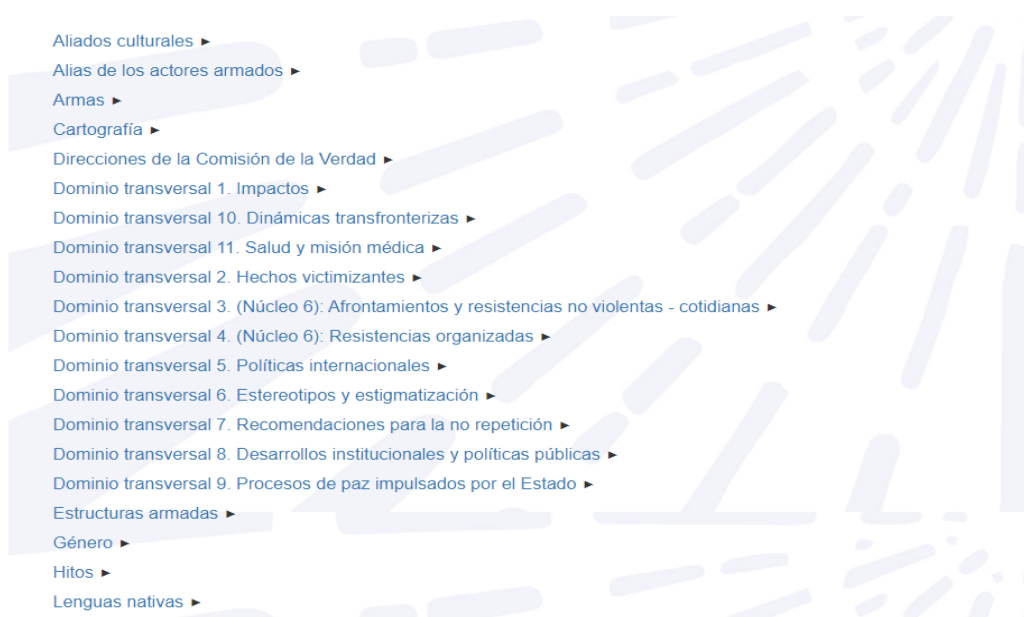 Aliados culturales ►
Alias de los actores armados ►
Armas ►
Cartografía ►
Direcciones de la Comisión de la Verdad ►
Dominio transversal 1. Impactos ►
Dominio transversal 10. Dinámicas transfronterizas ►
Dominio transversal 11. Salud y misión médica ►
Dominio transversal 2. Hechos victimizantes ►
Dominio transversal 3. (Núcleo 6): Afrontamientos y resistencias no violentas - cotidianas ►
Dominio transversal 4. (Núcleo 6): Resistencias organizadas ►
Dominio transversal 5. Políticas internacionales ►
Dominio transversal 6. Estereotipos y estigmatización ►
Dominio transversal 7. Recomendaciones para la no repetición ►
Dominio transversal 8. Desarrollos institucionales y políticas públicas ►
Dominio transversal 9. Procesos de paz impulsados por el Estado ►
Estructuras armadas ►
Género ►
Hitos ►
Lenguas nativas ►